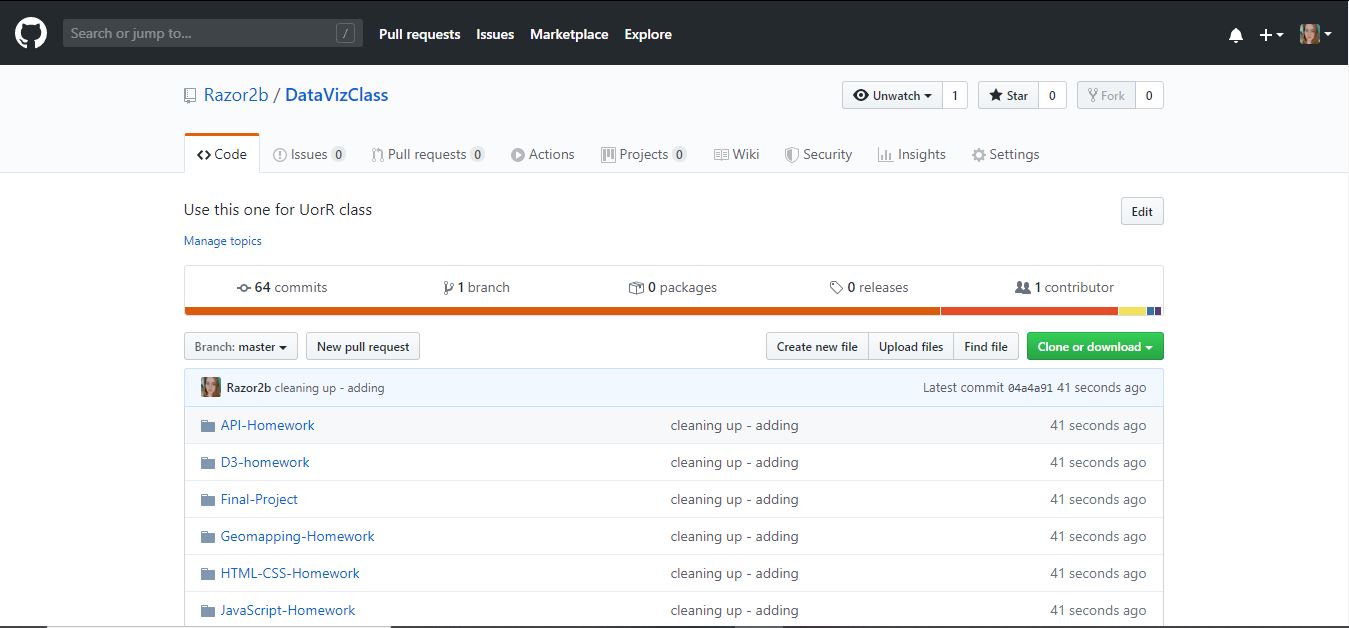 Search or jump to... /
Pull requests Issues Marketplace Explore
Razor2b / DataVizClass
Unwatch 1 Star 0 Fork 0
Code Issues 0 Pull requests 0 Actions Projects 0 Wiki Security Insights Settings
Use this one for UorR class
Edit
Manage topics
64 commits 1 branch 0 packages 0 releases 1 contributor
Branch: master New pull request Create new file Upload files Find file Clone or download
Razor2b cleaning up - adding Latest commit 04a4a91 41 seconds ago
API-Homework cleaning up - adding 41 seconds ago
D3-homework cleaning up - adding 41 seconds ago
Final-Project cleaning up - adding 41 seconds ago
Geomapping-Homework cleaning up - adding 41 seconds ago
HTML-CSS-Homework cleaning up - adding 41 seconds ago
JavaScript-Homework cleaning up - adding 41 seconds ago